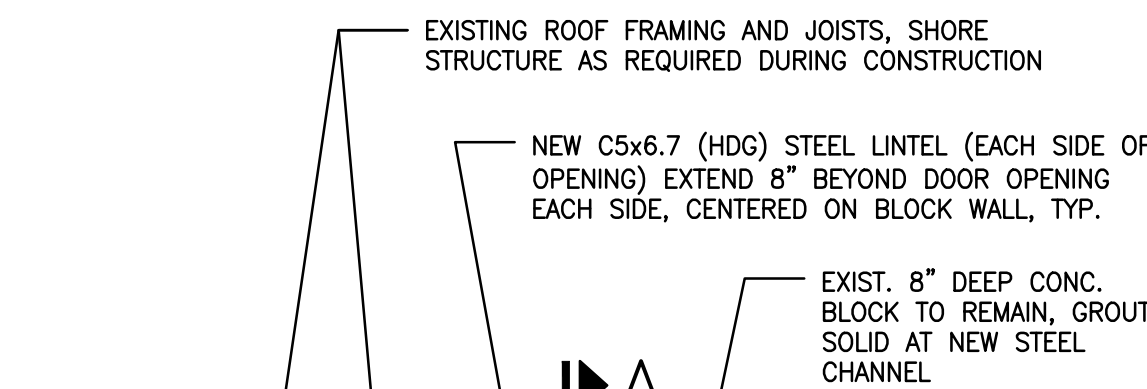 EXISTING ROOF FRAMING AND JOISTS, SHORE
STRUCTURE AS REQUIRED DURING CONSTRUCTION
NEW C5x6.7 (HDG) STEEL LINTEL (EACH SIDE OF
OPENING) EXTEND 8” BEYOND DOOR OPENING
EACH SIDE, CENTERED ON BLOCK WALL, TYP.
EXIST. 8” DEEP CONC.
BLOCK TO REMAIN, GROUT
SOLID AT NEW STEEL
CHANNEL